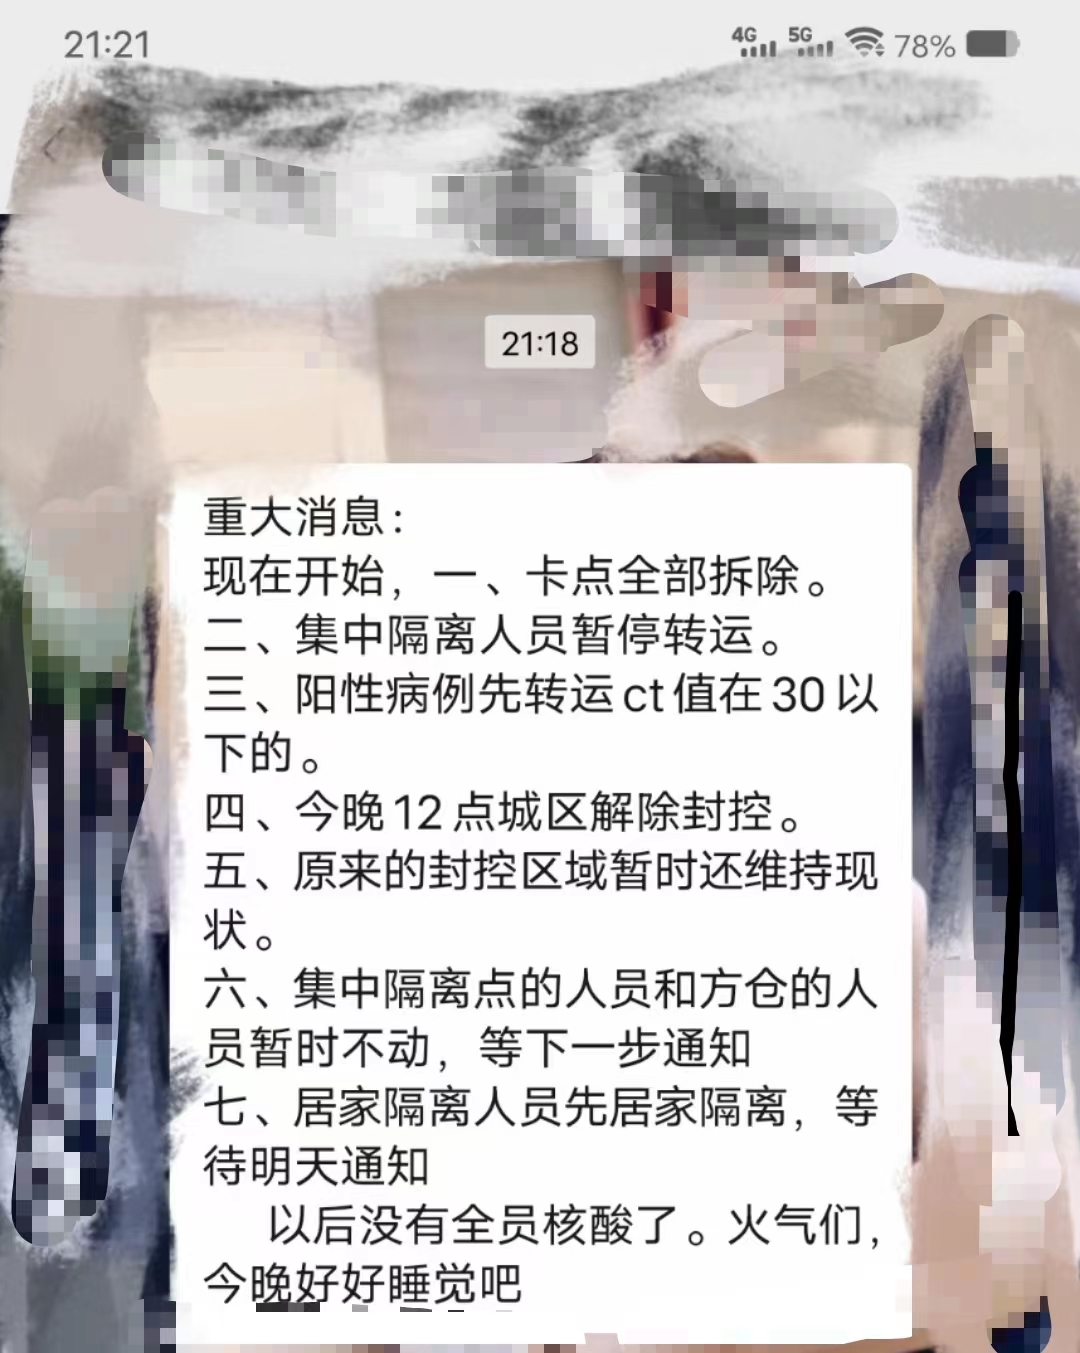 21:21
4G 5G 78%
21:18
重大消息：
现在开始，一、卡点全部拆除。
二、集中隔离人员暂停转运。
三、阳性病例先转运ct值在30以
下的。
四、今晚12点城区解除封控。
五、原来的封控区域暂时还维持现
状。
六、集中隔离点的人员和方仓的人
员暂时不动，等下一步通知
七、居家隔离人员先居家隔离，等
待明天通知
以后没有全员核酸了。火气们，
今晚好好睡觉吧